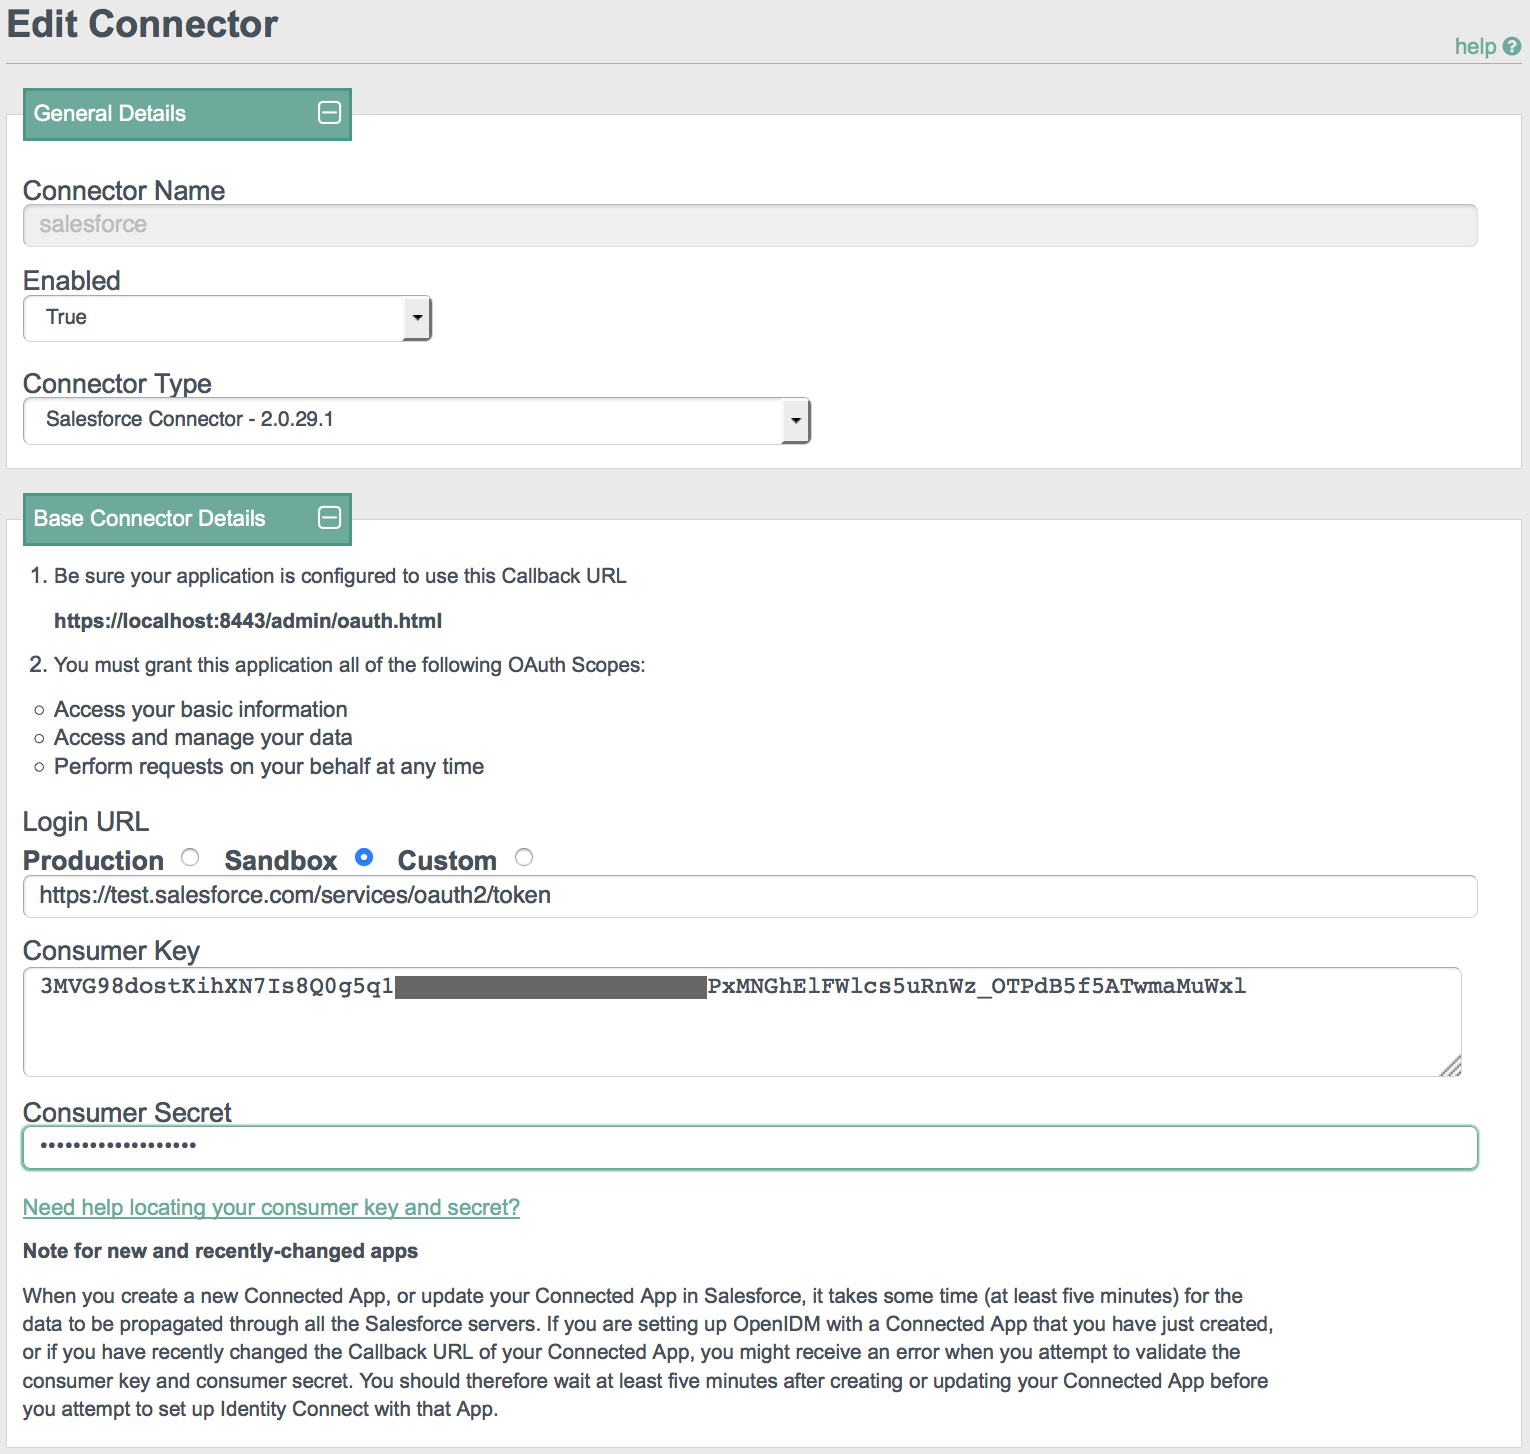 Edit Connector
help
General Details
Connector Name
salesforce
Enabled
True
Connector Type
Salesforce Connector - 2.0.29.1
Base Connector Details
1. Be sure your application is configured to use this Callback URL
https://localhost:8443/admin/oauth.html
2. You must grant this application all of the following OAuth Scopes:
Access your basic information
Access and manage your data
Perform requests on your behalf at any time
Login URL
Production Sandbox Custom
https://test.salesforce.com/services/oauth2/token
Consumer Key
3MVG98dostKihXN7Is8Q0g5q1 PxMNGhElFWlcs5uRnWz_OTPdB5f5ATwmaMuWxl
Consumer Secret
•••••••••••••••••••
Need help locating your consumer key and secret?
Note for new and recently-changed apps
When you create a new Connected App, or update your Connected App in Salesforce, it takes some time (at least five minutes) for the
data to be propagated through all the Salesforce servers. If you are setting up OpenIDM with a Connected App that you have just created,
or if you have recently changed the Callback URL of your Connected App, you might receive an error when you attempt to validate the
consumer key and consumer secret. You should therefore wait at least five minutes after creating or updating your Connected App before
you attempt to set up Identity Connect with that App.